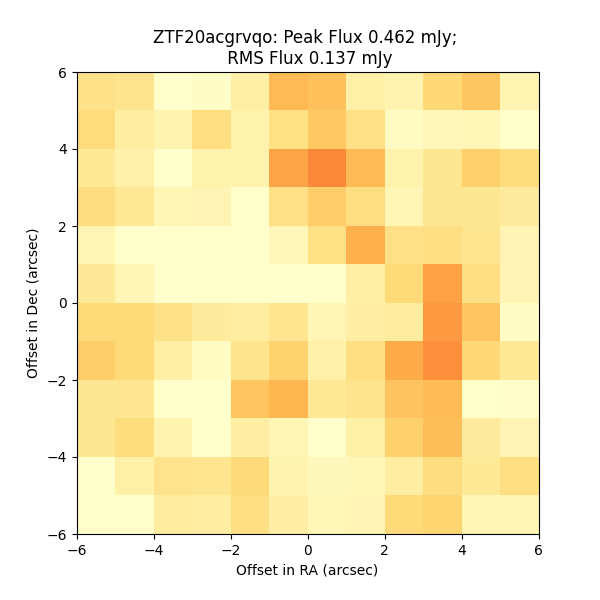 ZTF20acgrvqo: Peak Flux 0.462 mJy;
RMS Flux 0.137 mJy
6
4
2
0
−2
−4
−6
Offset in Dec (arcsec)
−6 −4 −2 0 2 4 6
Offset in RA (arcsec)